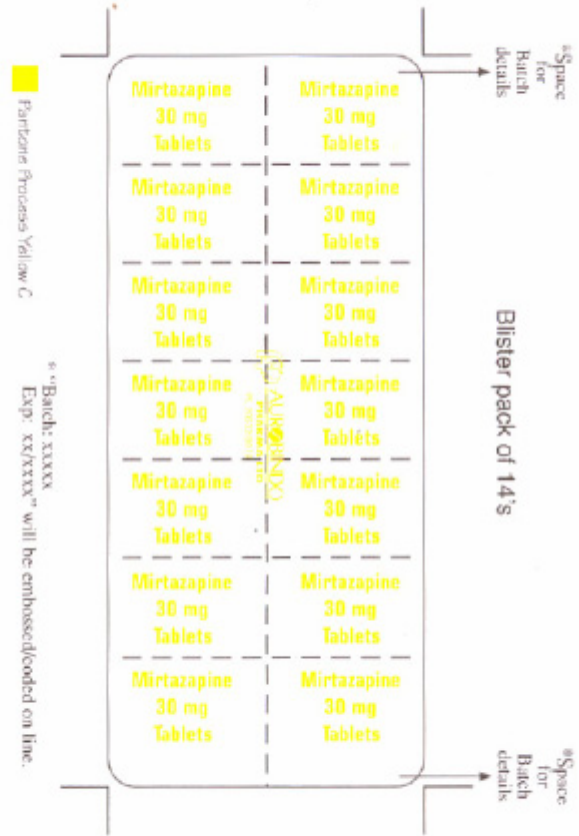 *Space
for
Batch
details
Mirtazapine
30 mg
Tablets
Mirtazapine
30 mg
Tablets
Mirtazapine
30 mg
Tablets
Mirtazapine
30 mg
Tablets
Mirtazapine
30 mg
Tablets
Mirtazapine
30 mg
Tablets
Mirtazapine
30 mg
Tablets
Mirtazapine
30 mg
Tablets
Mirtazapine
30 mg
Tablets
Mirtazapine
30 mg
Tablets
Mirtazapine
30 mg
Tablets
Mirtazapine
30 mg
Tablets
Mirtazapine
30 mg
Tablets
Mirtazapine
30 mg
Tablets
AUROBINDO
*Space
for
Batch
details
Blister pack of 14's
Pantone Process Yellow C
* "Batch: xxxxx
Exp: xx/xxxx" will be embossed/coded on line.